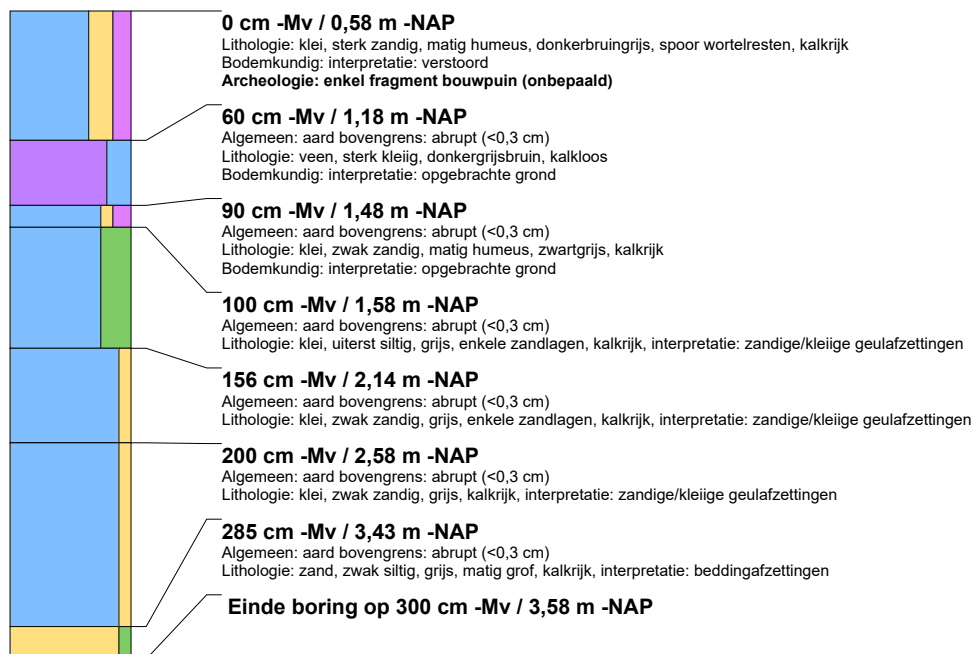 0 cm -Mv / 0,58 m -NAP
Lithologie: klei, sterk zandig, matig humeus, donkerbruingrijs, spoor wortelresten, kalkrijk
Bodemkundig: interpretatie: verstoord
Archeologie: enkel fragment bouwpuin (onbepaald)
60 cm -Mv / 1,18 m -NAP
Algemeen: aard bovengrens: abrupt (<0,3 cm)
Lithologie: veen, sterk kleiig, donkergrijsbruin, kalkloos
Bodemkundig: interpretatie: opgebrachte grond
90 cm -Mv / 1,48 m -NAP
Algemeen: aard bovengrens: abrupt (<0,3 cm)
Lithologie: klei, zwak zandig, matig humeus, zwartgrijs, kalkrijk
Bodemkundig: interpretatie: opgebrachte grond
100 cm -Mv / 1,58 m -NAP
Algemeen: aard bovengrens: abrupt (<0,3 cm)
Lithologie: klei, uiterst siltig, grijs, enkele zandlagen, kalkrijk, interpretatie: zandige/kleiige geulafzettingen
156 cm -Mv / 2,14 m -NAP
Algemeen: aard bovengrens: abrupt (<0,3 cm)
Lithologie: klei, zwak zandig, grijs, enkele zandlagen, kalkrijk, interpretatie: zandige/kleiige geulafzettingen
200 cm -Mv / 2,58 m -NAP
Algemeen: aard bovengrens: abrupt (<0,3 cm)
Lithologie: klei, zwak zandig, grijs, kalkrijk, interpretatie: zandige/kleiige geulafzettingen
285 cm -Mv / 3,43 m -NAP
Algemeen: aard bovengrens: abrupt (<0,3 cm)
Lithologie: zand, zwak siltig, grijs, matig grof, kalkrijk, interpretatie: beddingafzettingen
Einde boring op 300 cm -Mv / 3,58 m -NAP